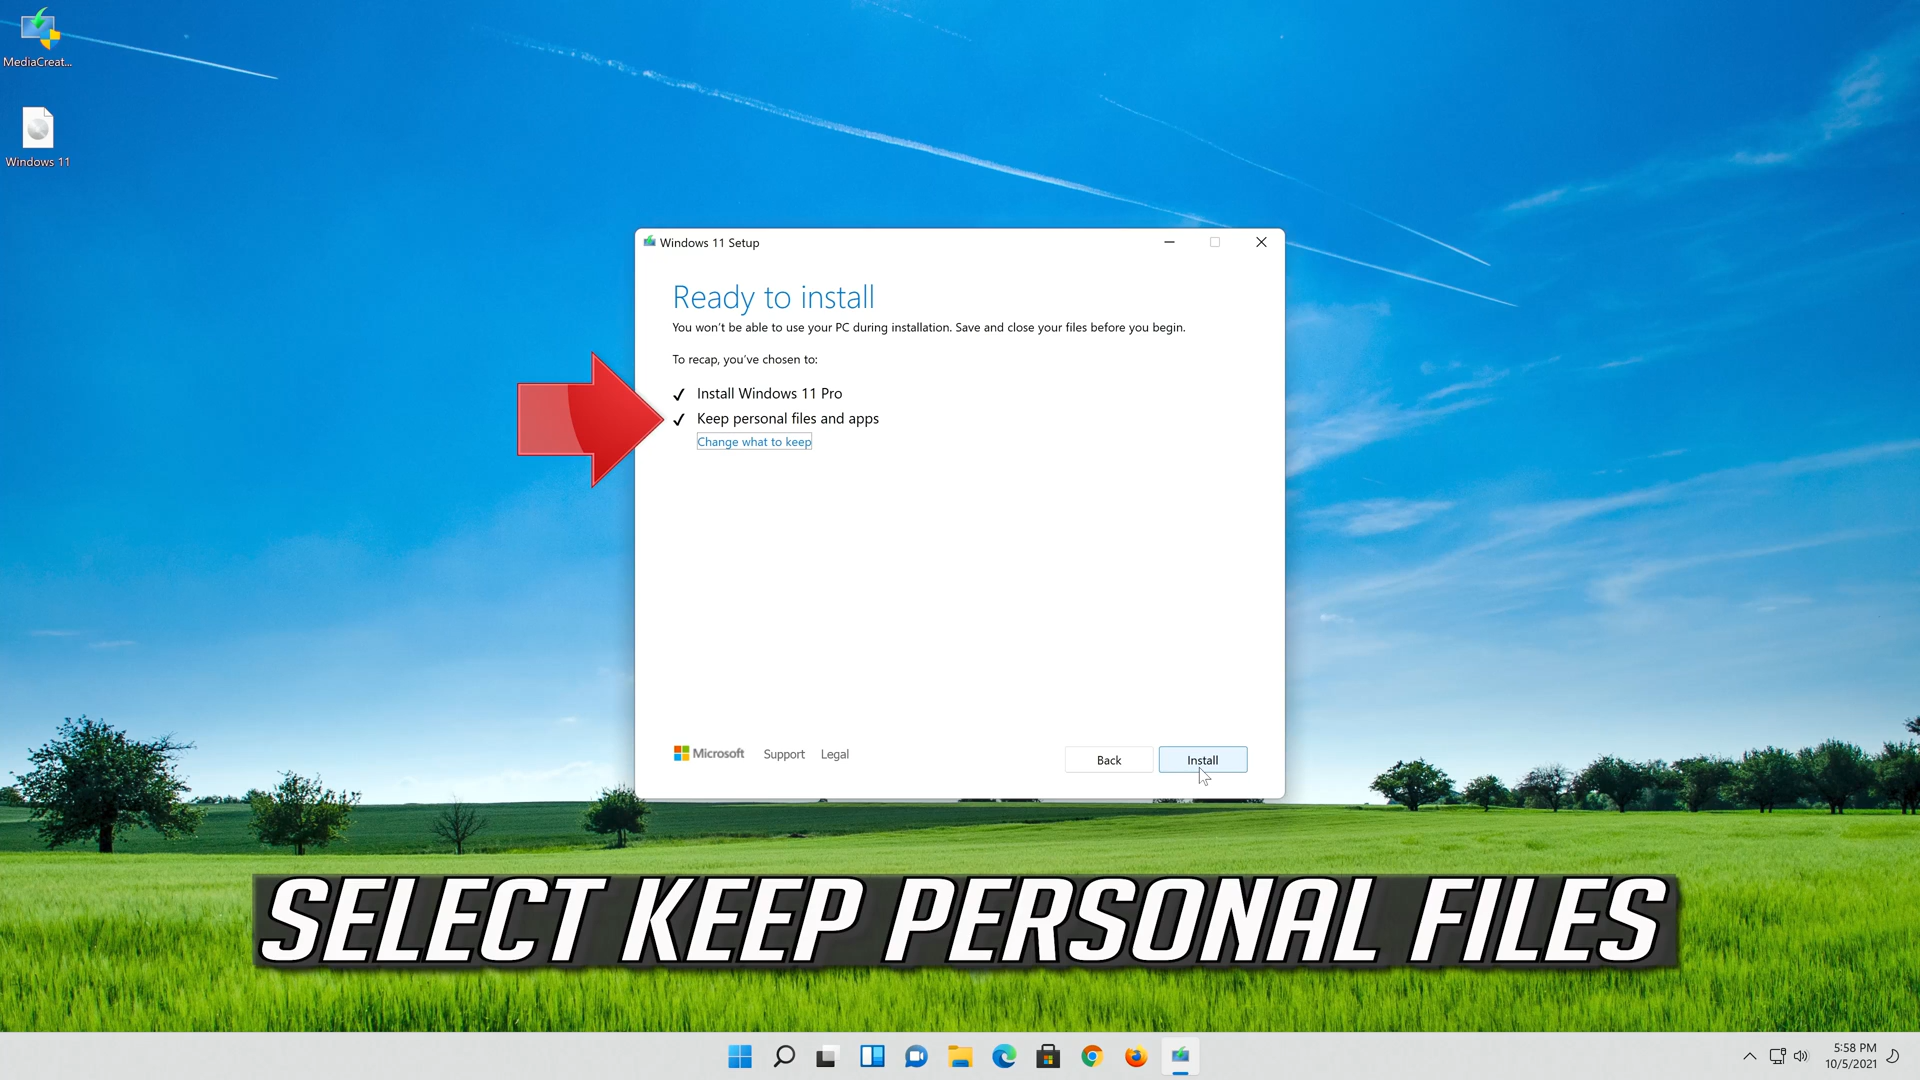 MediaCreat...
Windows 11
Windows 11 Setup
Ready to install
You won't be able to use your PC during installation. Save and close your files before you begin.
To recap, you've chosen to:
Install Windows 11 Pro
Keep personal files and apps
Change what to keep
Microsoft Support Legal
Back Install
SELECT KEEP PERSONAL FILES
5:58 PM
10/5/2021